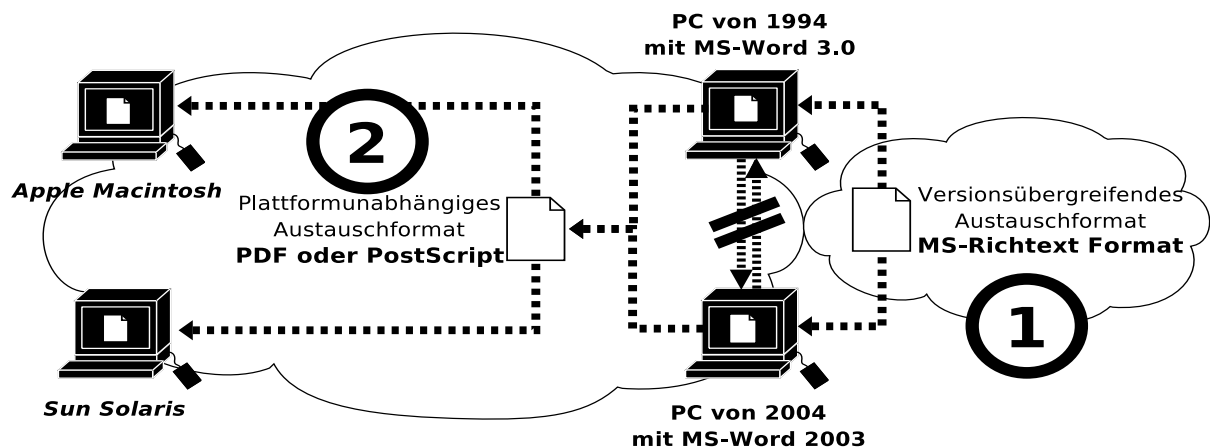 PC von 1994
mit MS-Word 3.0
2
Apple Macintosh
Plattformunabhängiges
Austauschformat
PDF oder PostScript
Versionsübergreifendes
Austauschformat
MS-Richtext Format
1
Sun Solaris
PC von 2004
mit MS-Word 2003